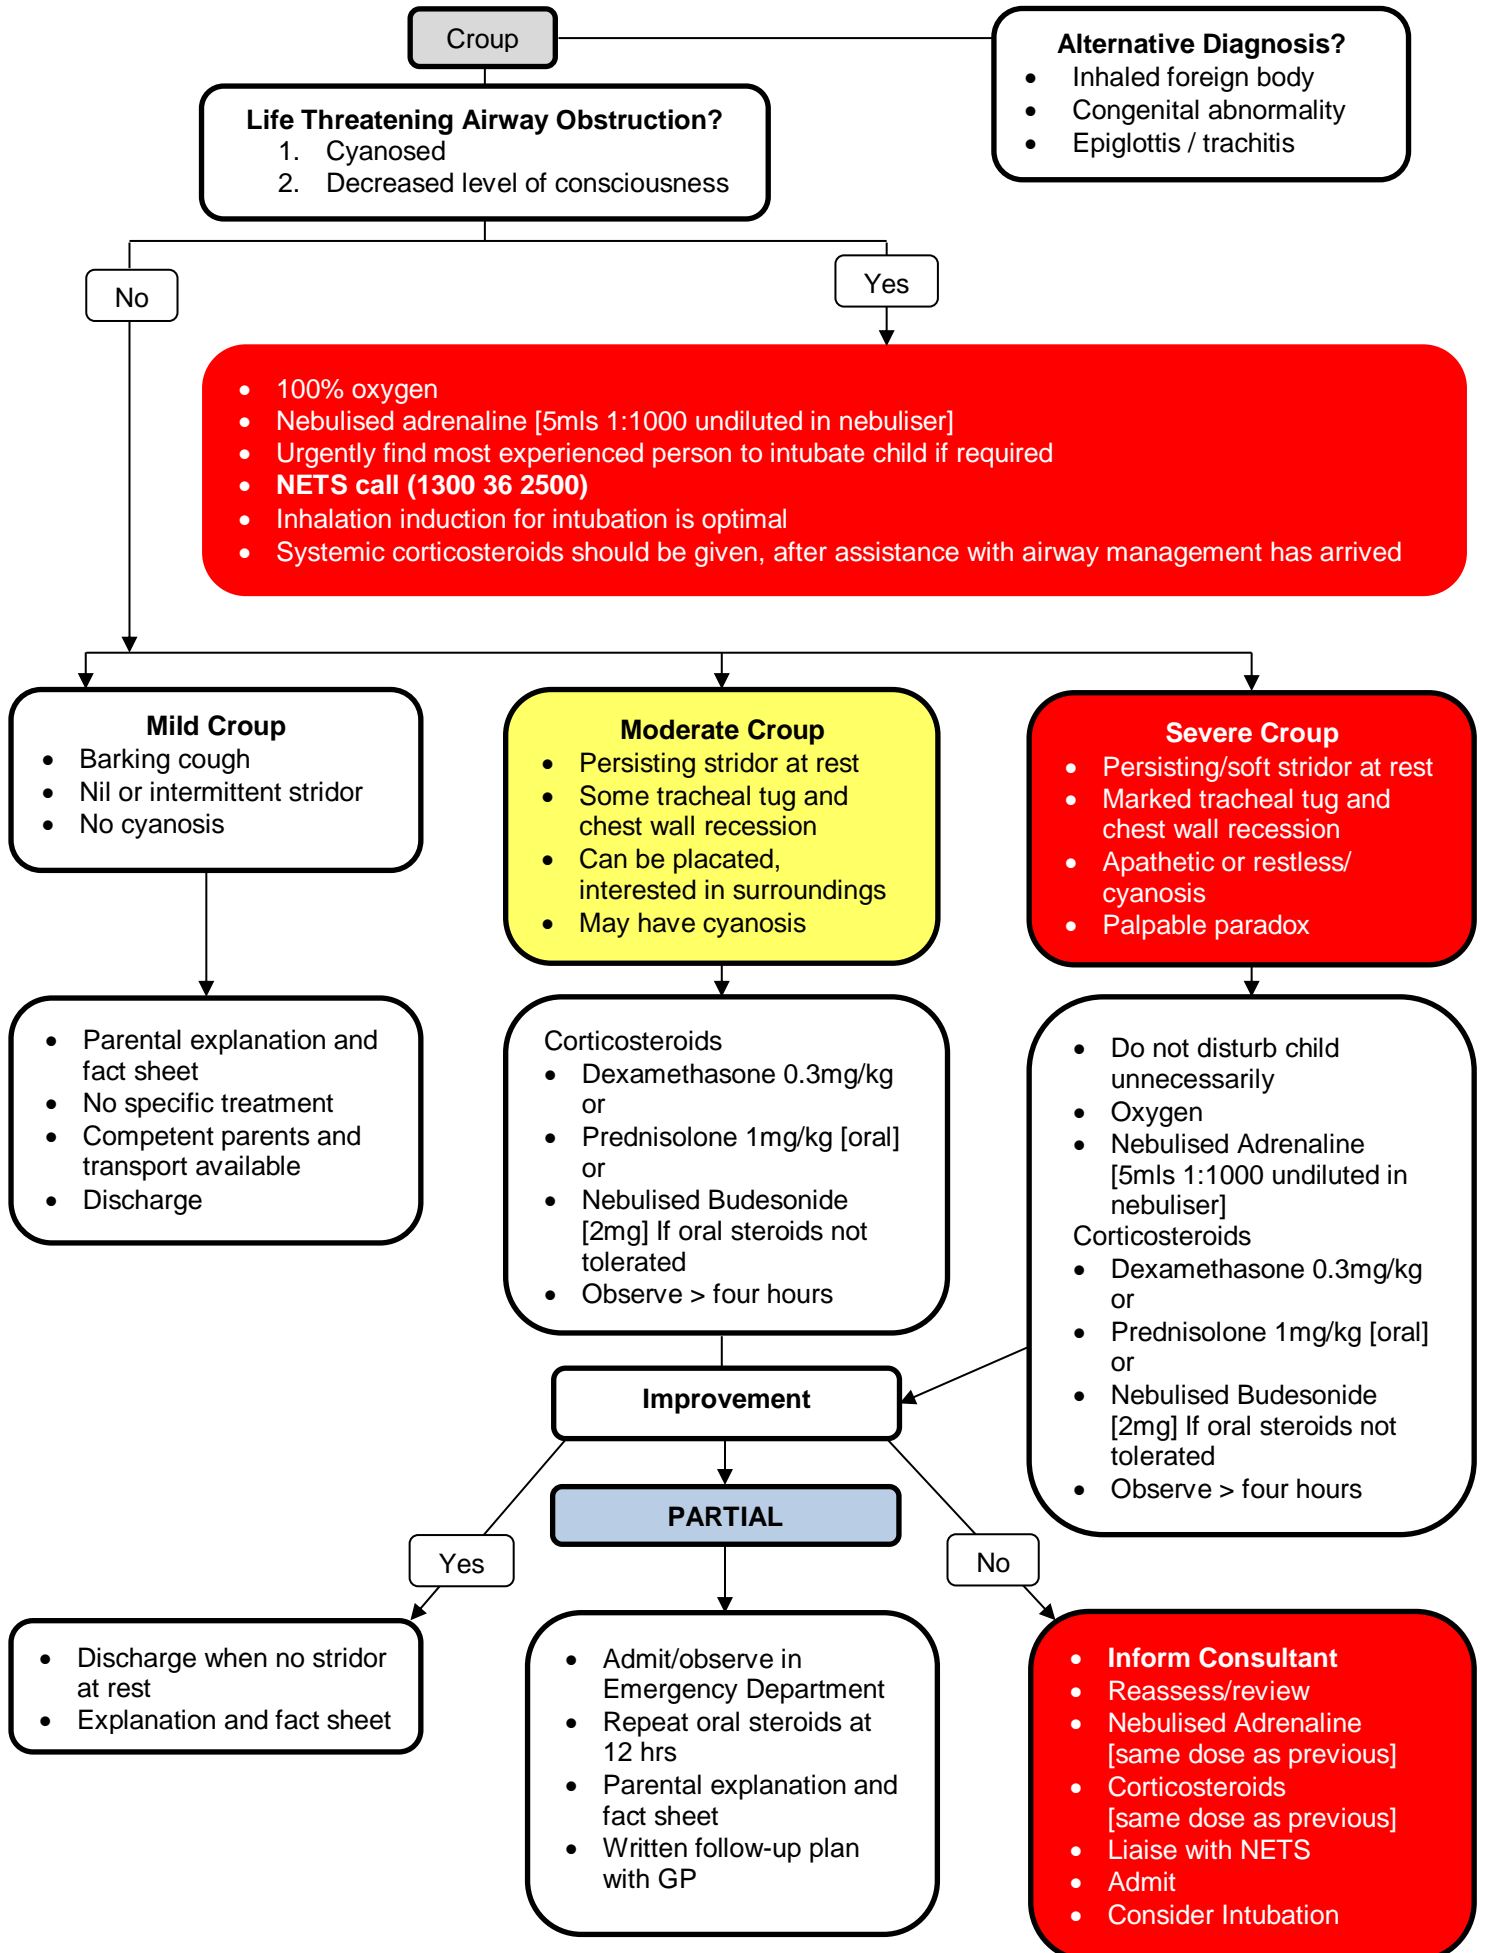 Croup
Alternative Diagnosis?
• Inhaled foreign body
• Congenital abnormality
• Epiglottis / trachitis
Life Threatening Airway Obstruction?
1. Cyanosed
2. Decreased level of consciousness
No
Yes
• 100% oxygen
• Nebulised adrenaline [5mls 1:1000 undiluted in nebuliser]
• Urgently find most experienced person to intubate child if required
• NETS call (1300 36 2500)
• Inhalation induction for intubation is optimal
• Systemic corticosteroids should be given, after assistance with airway management has arrived
Mild Croup
• Barking cough
• Nil or intermittent stridor
• No cyanosis
Moderate Croup
• Persisting stridor at rest
• Some tracheal tug and
chest wall recession
• Can be placated,
interested in surroundings
• May have cyanosis
Severe Croup
• Persisting/soft stridor at rest
• Marked tracheal tug and
chest wall recession
• Apathetic or restless/
cyanosis
• Palpable paradox
• Parental explanation and
fact sheet
• No specific treatment
• Competent parents and
transport available
• Discharge
Corticosteroids
• Dexamethasone 0.3mg/kg
or
• Prednisolone 1mg/kg [oral]
or
• Nebulised Budesonide
[2mg] If oral steroids not
tolerated
• Observe > four hours
• Do not disturb child
unnecessarily
• Oxygen
• Nebulised Adrenaline
[5mls 1:1000 undiluted in
nebuliser]
Corticosteroids
• Dexamethasone 0.3mg/kg
or
• Prednisolone 1mg/kg [oral]
or
• Nebulised Budesonide
[2mg] If oral steroids not
tolerated
• Observe > four hours
Improvement
PARTIAL
Yes
No
• Discharge when no stridor
at rest
• Explanation and fact sheet
• Admit/observe in
Emergency Department
• Repeat oral steroids at
12 hrs
• Parental explanation and
fact sheet
• Written follow-up plan
with GP
• Inform Consultant
• Reassess/review
• Nebulised Adrenaline
[same dose as previous]
• Corticosteroids
[same dose as previous]
• Liaise with NETS
• Admit
• Consider Intubation